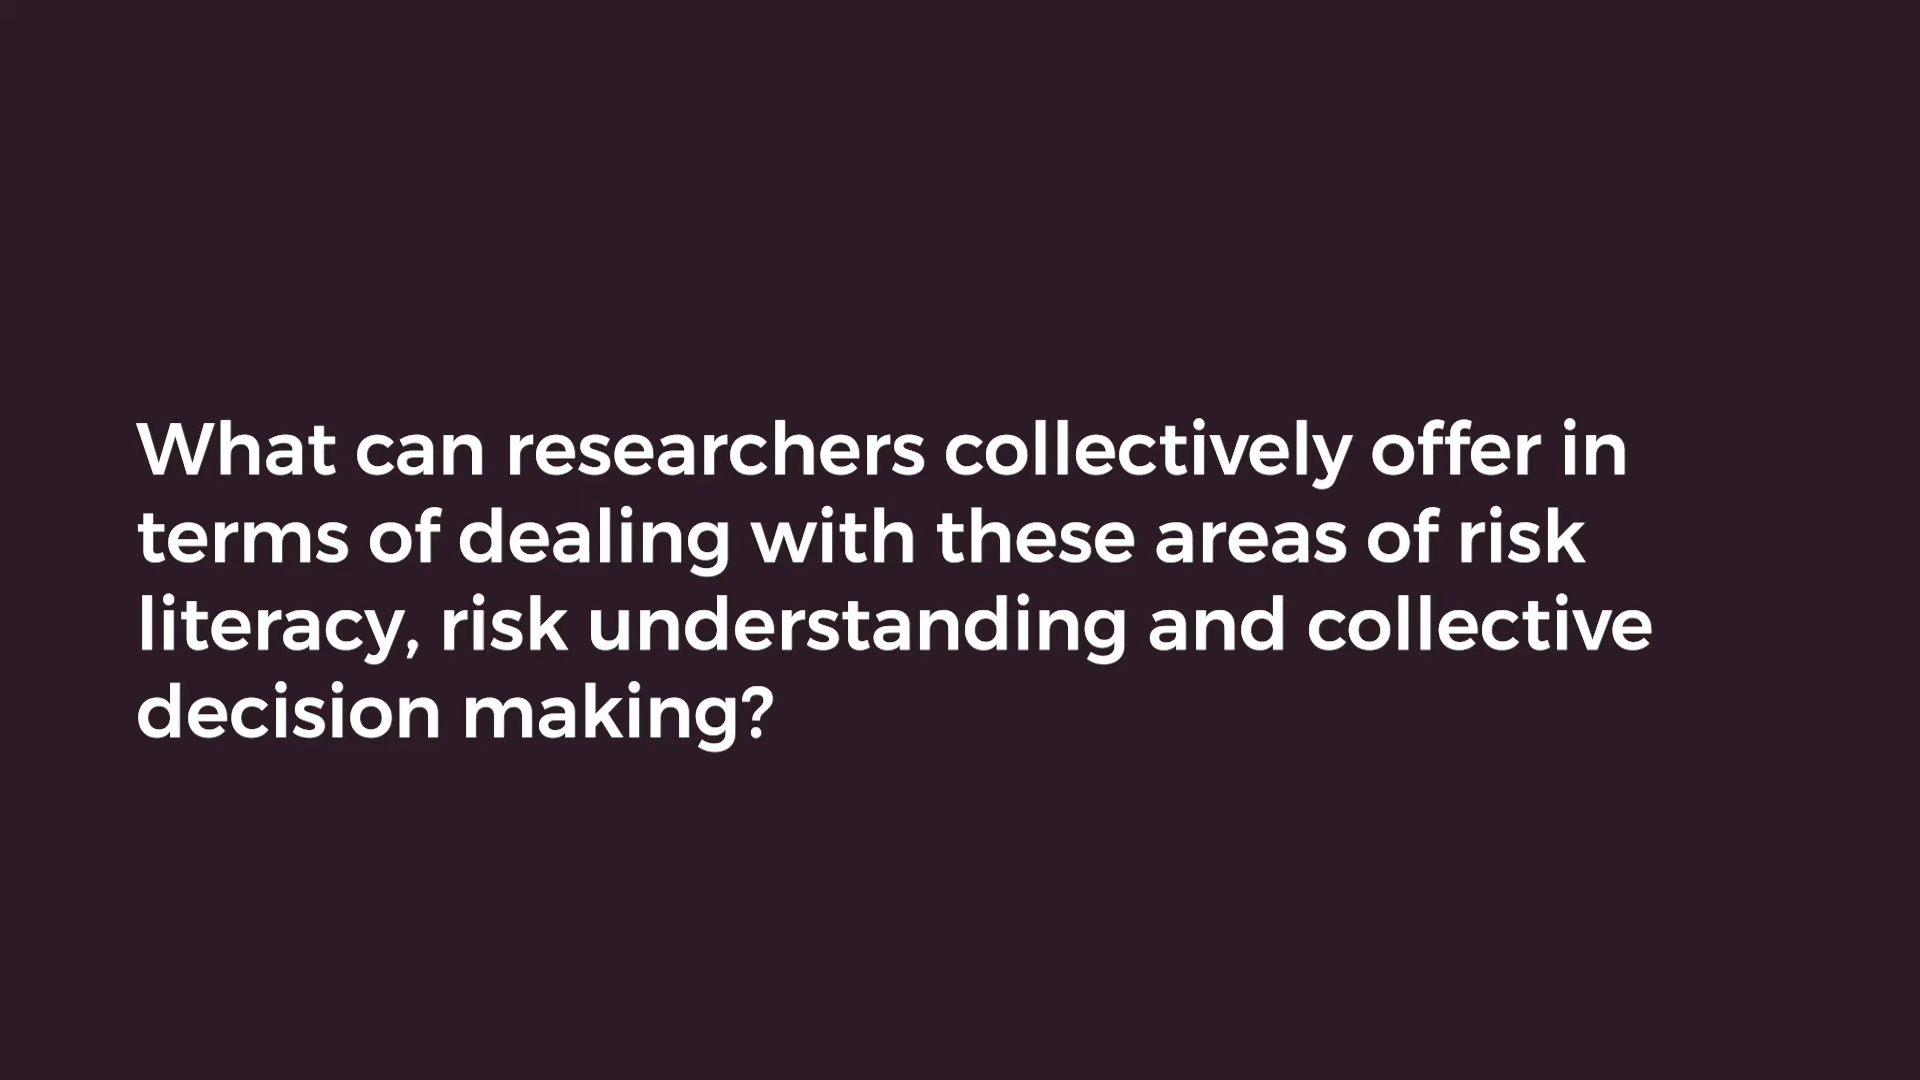 What can researchers collectively offer in
terms of dealing with these areas of risk
literacy, risk understanding and collective
decision making?